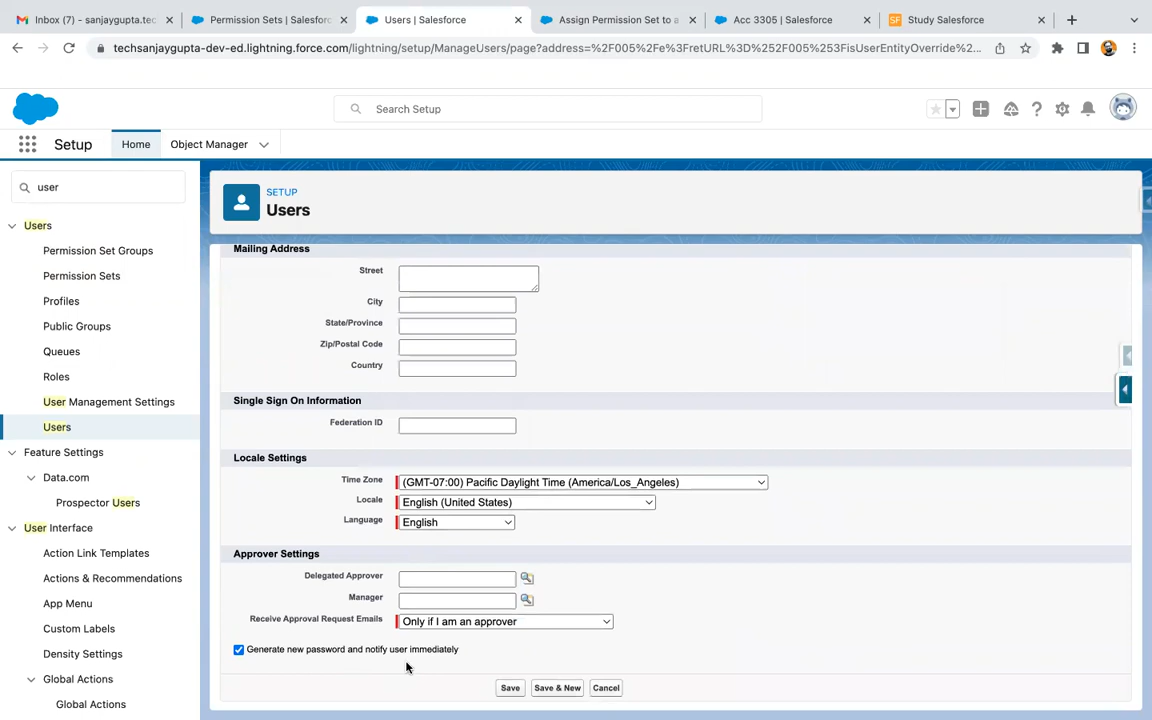 Inbox (7) - sanjaygupta.tec
Permission Sets | Salesfor
Users | Salesforce
Assign Permission Set to a
Acc 3305 | Salesforce
SF Study Salesforce
techsanjaygupta-dev-ed.lightning.force.com/lightning/setup/ManageUsers/page?address=%2F005%2Fe%3FretURL%3D%252F005%253FisUserEntityOverride%2...
Search Setup
Setup
Home
Object Manager
user
SETUP
Users
Users
Permission Set Groups
Permission Sets
Profiles
Public Groups
Queues
Roles
User Management Settings
Users
Feature Settings
Data.com
Prospector Users
User Interface
Action Link Templates
Actions & Recommendations
App Menu
Custom Labels
Density Settings
Global Actions
Global Actions
Mailing Address
Street
City
State/Province
Zip/Postal Code
Country
Single Sign On Information
Federation ID
Locale Settings
Time Zone (GMT-07:00) Pacific Daylight Time (America/Los_Angeles)
Locale English (United States)
Language English
Approver Settings
Delegated Approver
Manager
Receive Approval Request Emails Only if I am an approver
Generate new password and notify user immediately
Save Save & New Cancel